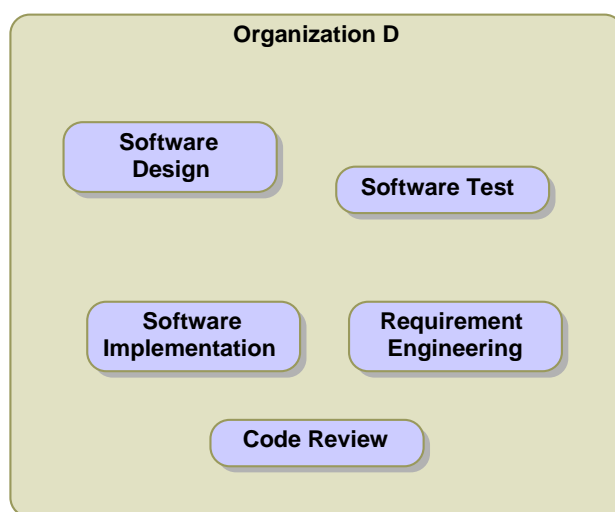 Organization D
Software
Design
Software Test
Software
Implementation
Requirement
Engineering
Code Review